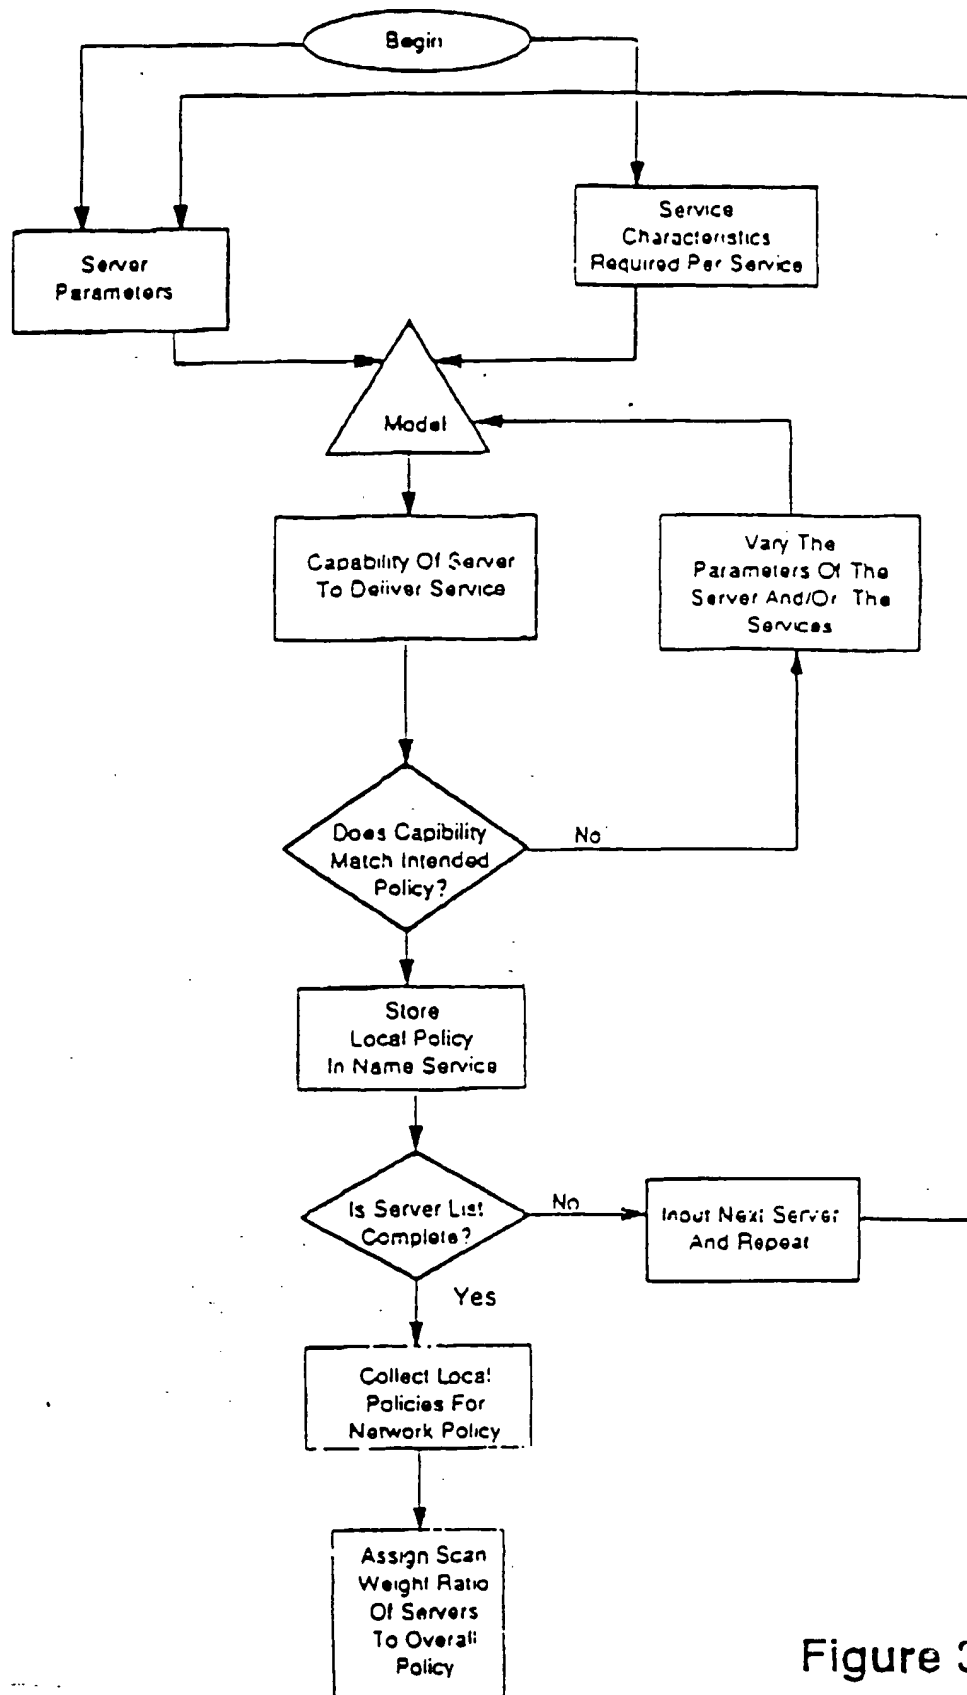 Begin
Service
Characteristics
Required Per Service
Server
Parameters
Model
Capability Of Server
To Deliver Service
Vary The
Parameters Of The
Server And/Or The
Services
Does Capibility
Match Intended
Policy?
No
Store
Local Policy
In Name Service
Is Server List
Complete?
No
Input Next Server
And Repeat
Yes
Collect Local
Policies For
Network Policy
Assign Scan
Weight Ratio
Of Servers
To Overall
Policy
Figure 3